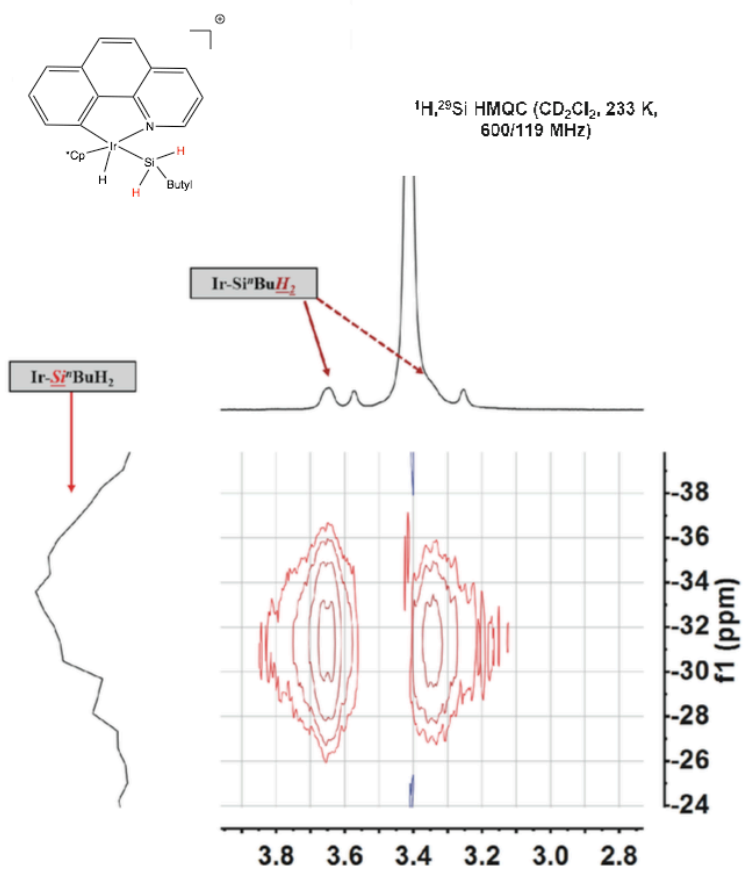 ⊕
N
*Cp
Ir
H
Si
H
H
Butyl
¹H,²⁹Si HMQC (CD₂Cl₂, 233 K,
600/119 MHz)
Ir-SiⁿBuH₂
Ir-SiⁿBuH₂
-38
-36
-34
-32
-30
-28
-26
-24
f1 (ppm)
3.8 3.6 3.4 3.2 3.0 2.8